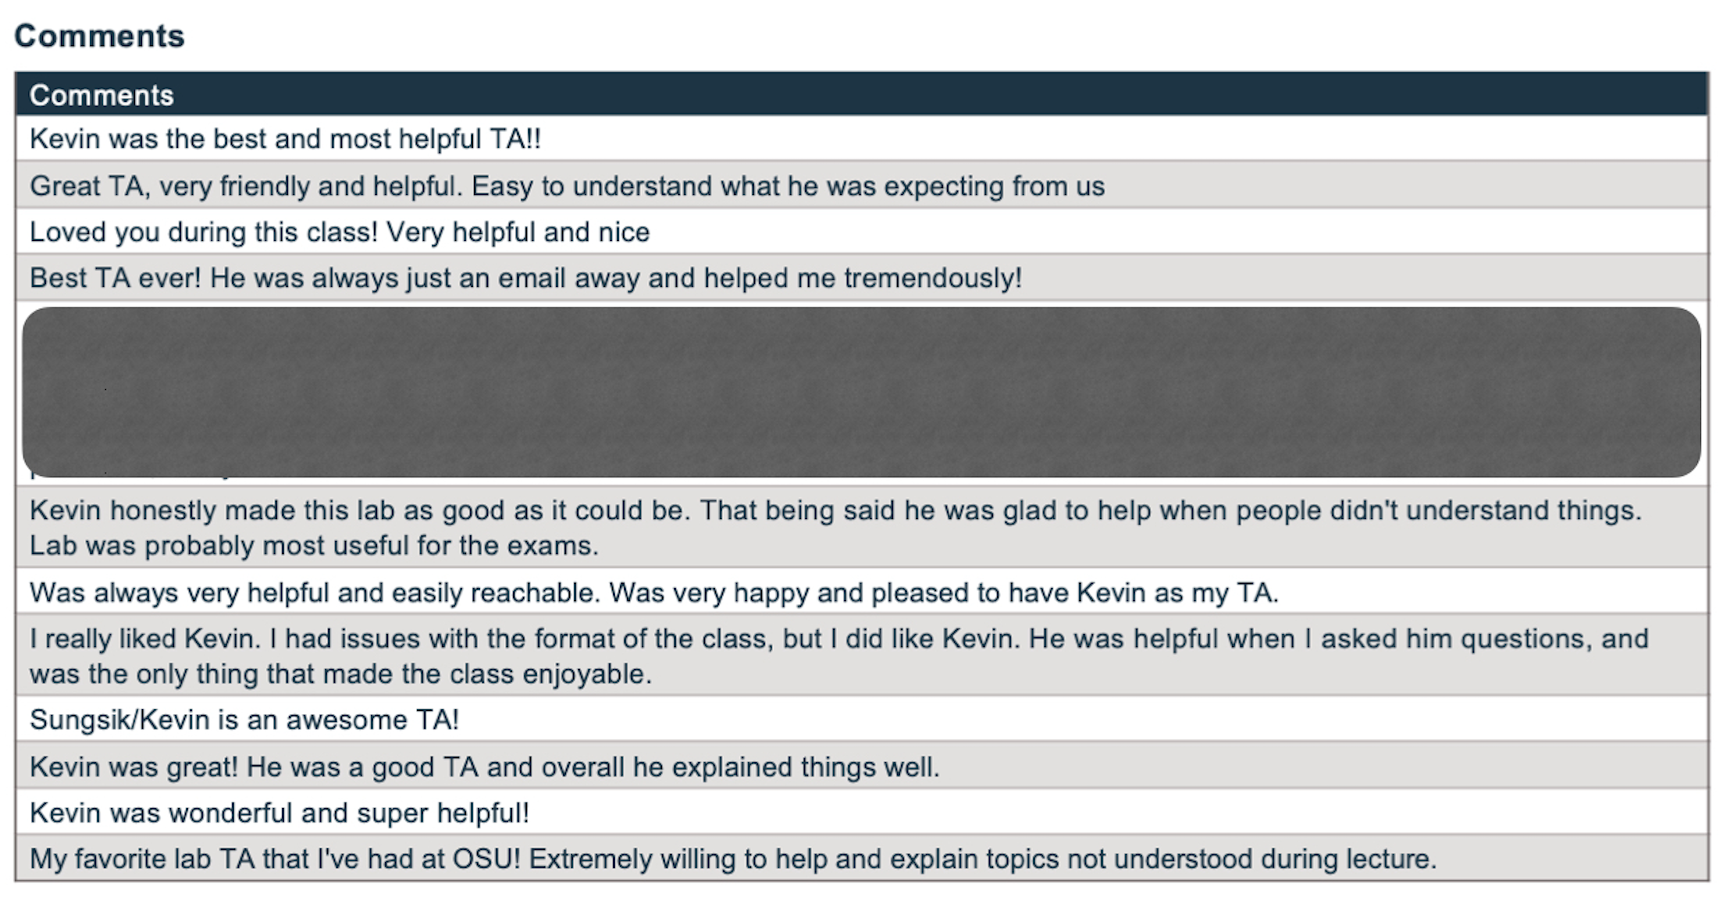 Comments
Comments
Kevin was the best and most helpful TA!!
Great TA, very friendly and helpful. Easy to understand what he was expecting from us
Loved you during this class! Very helpful and nice
Best TA ever! He was always just an email away and helped me tremendously!
Kevin honestly made this lab as good as it could be. That being said he was glad to help when people didn't understand things.
Lab was probably most useful for the exams.
Was always very helpful and easily reachable. Was very happy and pleased to have Kevin as my TA.
I really liked Kevin. I had issues with the format of the class, but I did like Kevin. He was helpful when I asked him questions, and
was the only thing that made the class enjoyable.
Sungsik/Kevin is an awesome TA!
Kevin was great! He was a good TA and overall he explained things well.
Kevin was wonderful and super helpful!
My favorite lab TA that I've had at OSU! Extremely willing to help and explain topics not understood during lecture.